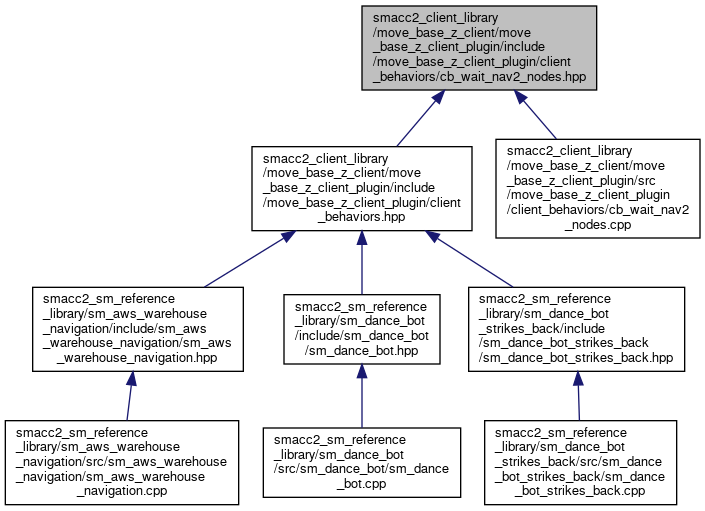 smacc2_client_library
/move_base_z_client/move
_base_z_client_plugin/include
/move_base_z_client_plugin/client
_behaviors/cb_wait_nav2_nodes.hpp
smacc2_client_library
/move_base_z_client/move
_base_z_client_plugin/include
/move_base_z_client_plugin/client
_behaviors.hpp
smacc2_client_library
/move_base_z_client/move
_base_z_client_plugin/src
/move_base_z_client_plugin
/client_behaviors/cb_wait_nav2
_nodes.cpp
smacc2_sm_reference
_library/sm_aws_warehouse
_navigation/include/sm_aws
_warehouse_navigation/sm_aws
_warehouse_navigation.hpp
smacc2_sm_reference
_library/sm_dance_bot
/include/sm_dance_bot
/sm_dance_bot.hpp
smacc2_sm_reference
_library/sm_dance_bot
_strikes_back/include
/sm_dance_bot_strikes_back
/sm_dance_bot_strikes_back.hpp
smacc2_sm_reference
_library/sm_aws_warehouse
_navigation/src/sm_aws_warehouse
_navigation/sm_aws_warehouse
_navigation.cpp
smacc2_sm_reference
_library/sm_dance_bot
/src/sm_dance_bot/sm_dance
_bot.cpp
smacc2_sm_reference
_library/sm_dance_bot
_strikes_back/src/sm_dance
_bot_strikes_back/sm_dance
_bot_strikes_back.cpp